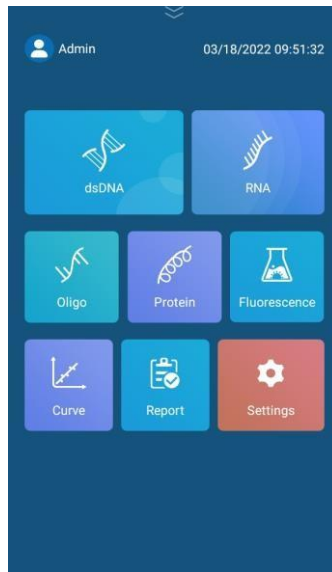 Admin 03/18/2022 09:51:32
dsDNA RNA
Oligo Protein Fluorescence
Curve Report Settings